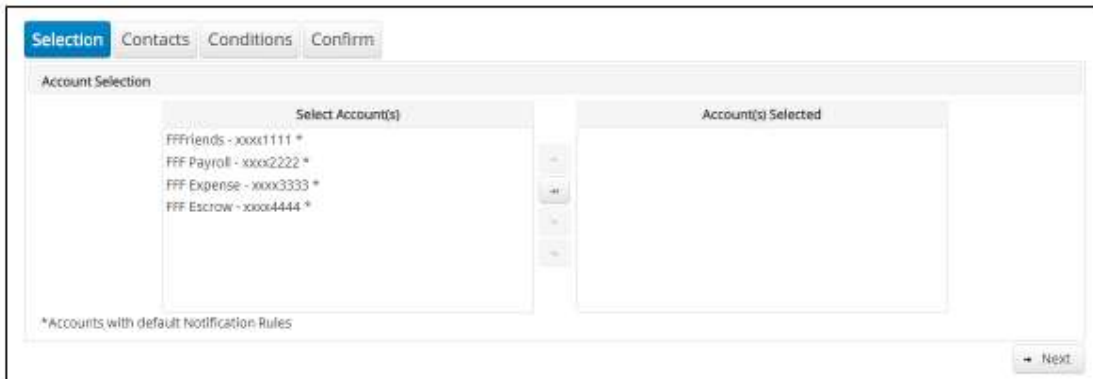 Selection Contacts Conditions Confirm
Account Selection
Select Account(s) Account(s) Selected
FFFriends - xxxx1111 *
FFF Payroll - xxxx2222 *
FFF Expense - xxxx3333 *
FFF Escrow - xxxx4444 *
*Accounts with default Notification Rules
Next